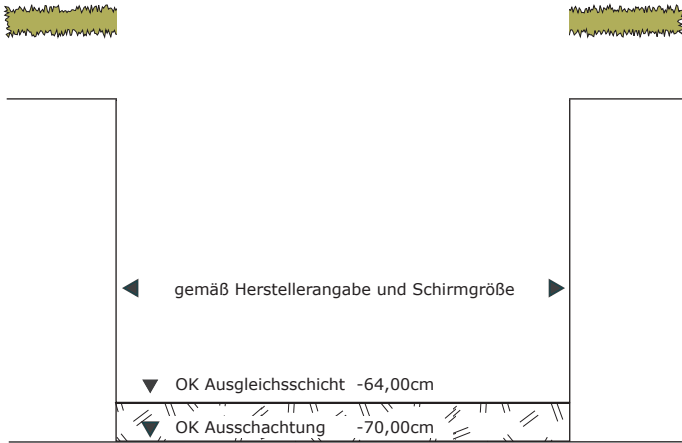 gemäß Herstellerangabe und Schirmgröße
OK Ausgleichsschicht -64,00cm
OK Ausschachtung -70,00cm